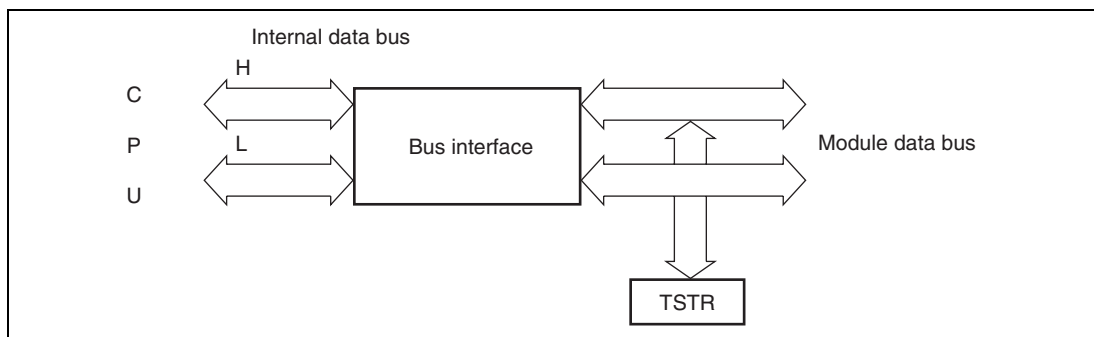 Internal data bus
H
C
P
U
L
Bus interface
Module data bus
TSTR